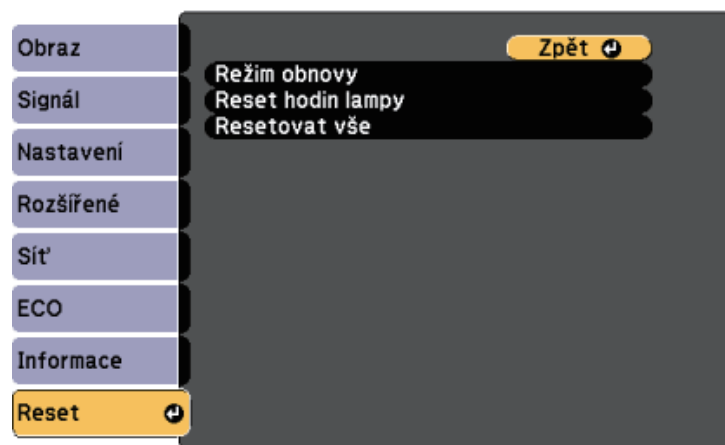 Obraz
Signál
Nastavení
Rozšířené
Síť
ECO
Informace
Reset
Zpět
Režim obnovy
Reset hodin lampy
Resetovat vše